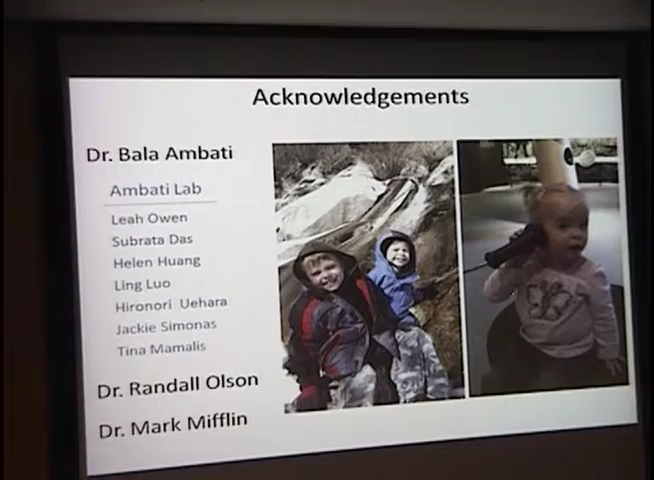 Acknowledgements
Dr. Bala Ambati
Ambati Lab
Leah Owen
Subrata Das
Helen Huang
Ling Luo
Hironori Uehara
Jackie Simonas
Tina Mamalis
Dr. Randall Olson
Dr. Mark Mifflin